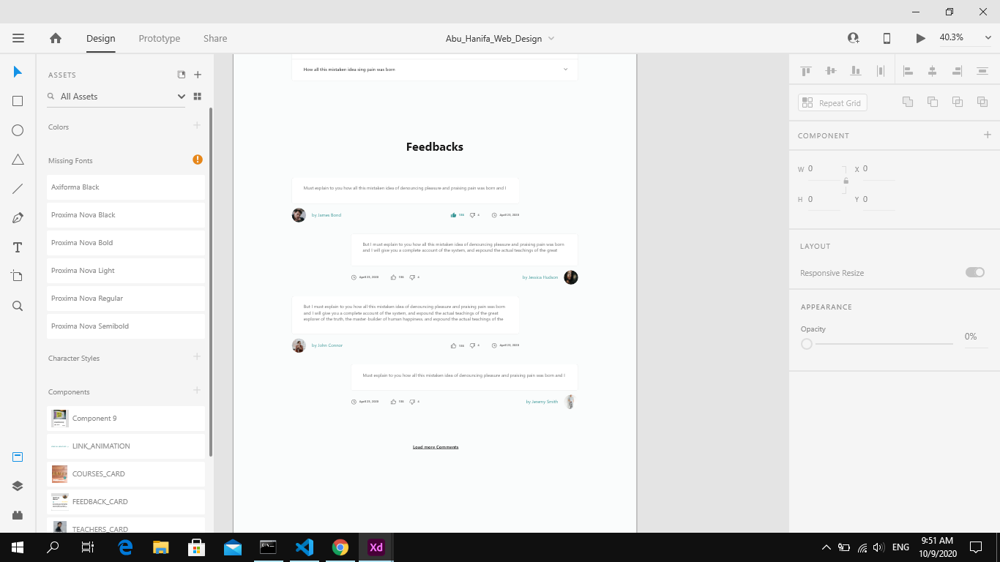 Design
Prototype
Share
Abu_Hanifa_Web_Design
40.3%
ASSETS
All Assets
Colors
Missing Fonts
Axiforma Black
Proxima Nova Black
Proxima Nova Bold
Proxima Nova Light
Proxima Nova Regular
Proxima Nova Semibold
Character Styles
Components
Component 9
LINK_ANIMATION
COURSES_CARD
FEEDBACK_CARD
TEACHERS_CARD
How all this mistaken idea sing pain was born
Feedbacks
Must explain to you how all this mistaken idea of denouncing pleasure and praising pain was born and I
by James Bond
April 23, 2020
But I must explain to you how all this mistaken idea of denouncing pleasure and praising pain was born
and I will give you a complete account of the system, and expound the actual teachings of the great
April 23, 2020
by Jessica Hudson
But I must explain to you how all this mistaken idea of denouncing pleasure and praising pain was born
and I will give you a complete account of the system, and expound the actual teachings of the great
explorer of the truth, the master-builder of human happiness. and expound the actual teachings of the
by John Connor
April 23, 2020
Must explain to you how all this mistaken idea of denouncing pleasure and praising pain was born and I
April 23, 2020
by Jeremy Smith
Load more Comments
Repeat Grid
COMPONENT
W 0 X 0
H 0 Y 0
LAYOUT
Responsive Resize
APPEARANCE
Opacity
0%
Xd
ENG
9:51 AM
10/9/2020